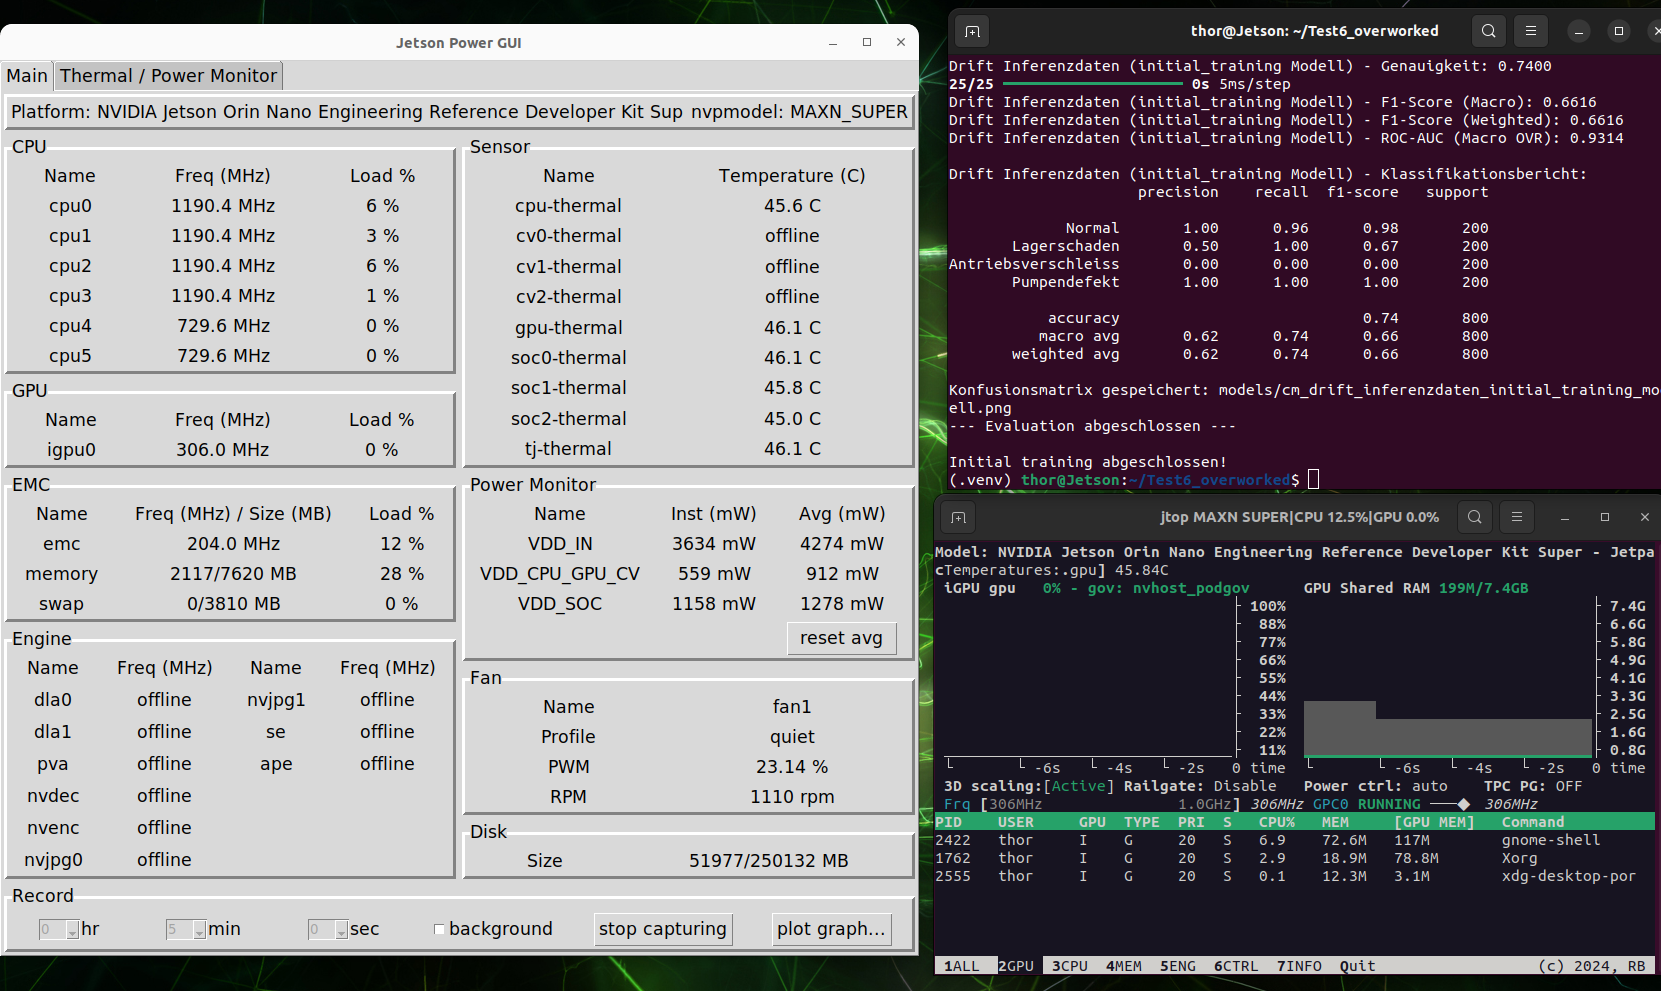 Jetson Power GUI
Main Thermal / Power Monitor
Platform: NVIDIA Jetson Orin Nano Engineering Reference Developer Kit Sup nvpmodel: MAXN_SUPER
CPU
Name Freq (MHz) Load %
cpu0 1190.4 MHz 6 %
cpu1 1190.4 MHz 3 %
cpu2 1190.4 MHz 6 %
cpu3 1190.4 MHz 1 %
cpu4 729.6 MHz 0 %
cpu5 729.6 MHz 0 %
GPU
Name Freq (MHz) Load %
igpu0 306.0 MHz 0 %
EMC
Name Freq (MHz) / Size (MB) Load %
emc 204.0 MHz 12 %
memory 2117/7620 MB 28 %
swap 0/3810 MB 0 %
Engine
Name Freq (MHz) Name Freq (MHz)
dla0 offline nvjpg1 offline
dla1 offline se offline
pva offline ape offline
nvdec offline
nvenc offline
nvjpg0 offline
Sensor
Name Temperature (C)
cpu-thermal 45.6 C
cv0-thermal offline
cv1-thermal offline
cv2-thermal offline
gpu-thermal 46.1 C
soc0-thermal 46.1 C
soc1-thermal 45.8 C
soc2-thermal 45.0 C
tj-thermal 46.1 C
Power Monitor
Name Inst (mW) Avg (mW)
VDD_IN 3634 mW 4274 mW
VDD_CPU_GPU_CV 559 mW 912 mW
VDD_SOC 1158 mW 1278 mW
reset avg
Fan
Name fan1
Profile quiet
PWM 23.14 %
RPM 1110 rpm
Disk
Size 51977/250132 MB
Record
0 hr 5 min 0 sec background stop capturing plot graph...
thor@Jetson: ~/Test6_overworked
Drift Inferenzdaten (initial_training Modell) - Genauigkeit: 0.7400
25/25 0s 5ms/step
Drift Inferenzdaten (initial_training Modell) - F1-Score (Macro): 0.6616
Drift Inferenzdaten (initial_training Modell) - F1-Score (Weighted): 0.6616
Drift Inferenzdaten (initial_training Modell) - ROC-AUC (Macro OVR): 0.9314
Drift Inferenzdaten (initial_training Modell) - Klassifikationsbericht:
precision recall f1-score support
Normal 1.00 0.96 0.98 200
Lagerschaden 0.50 1.00 0.67 200
Antriebsverschleiss 0.00 0.00 0.00 200
Pumpendefekt 1.00 1.00 1.00 200
accuracy 0.74 800
macro avg 0.62 0.74 0.66 800
weighted avg 0.62 0.74 0.66 800
Konfusionsmatrix gespeichert: models/cm_drift_inferenzdaten_initial_training_mo
ell.png
--- Evaluation abgeschlossen ---
Initial training abgeschlossen!
(.venv) thor@Jetson:~/Test6_overworked$
jtop MAXN SUPER|CPU 12.5%|GPU 0.0%
Model: NVIDIA Jetson Orin Nano Engineering Reference Developer Kit Super - Jetpa
cTemperatures:.gpu] 45.84C
iGPU gpu 0% - gov: nvhost_podgov GPU Shared RAM 199M/7.4GB
100% 7.4G
88% 6.6G
77% 5.8G
66% 4.9G
55% 4.1G
44% 3.3G
33% 2.5G
22% 1.6G
11% 0.8G
-6s -4s -2s 0 time -6s -4s -2s 0 time
3D scaling:[Active] Railgate: Disable Power ctrl: auto TPC PG: OFF
Frq [306MHz 1.0GHz] 306MHz GPC0 RUNNING 306MHz
PID USER GPU TYPE PRI S CPU% MEM [GPU MEM] Command
2422 thor I G 20 S 6.9 72.6M 117M gnome-shell
1762 thor I G 20 S 2.9 18.9M 78.8M Xorg
2555 thor I G 20 S 0.1 12.3M 3.1M xdg-desktop-por
1ALL 2GPU 3CPU 4MEM 5ENG 6CTRL 7INFO Quit (c) 2024, RB